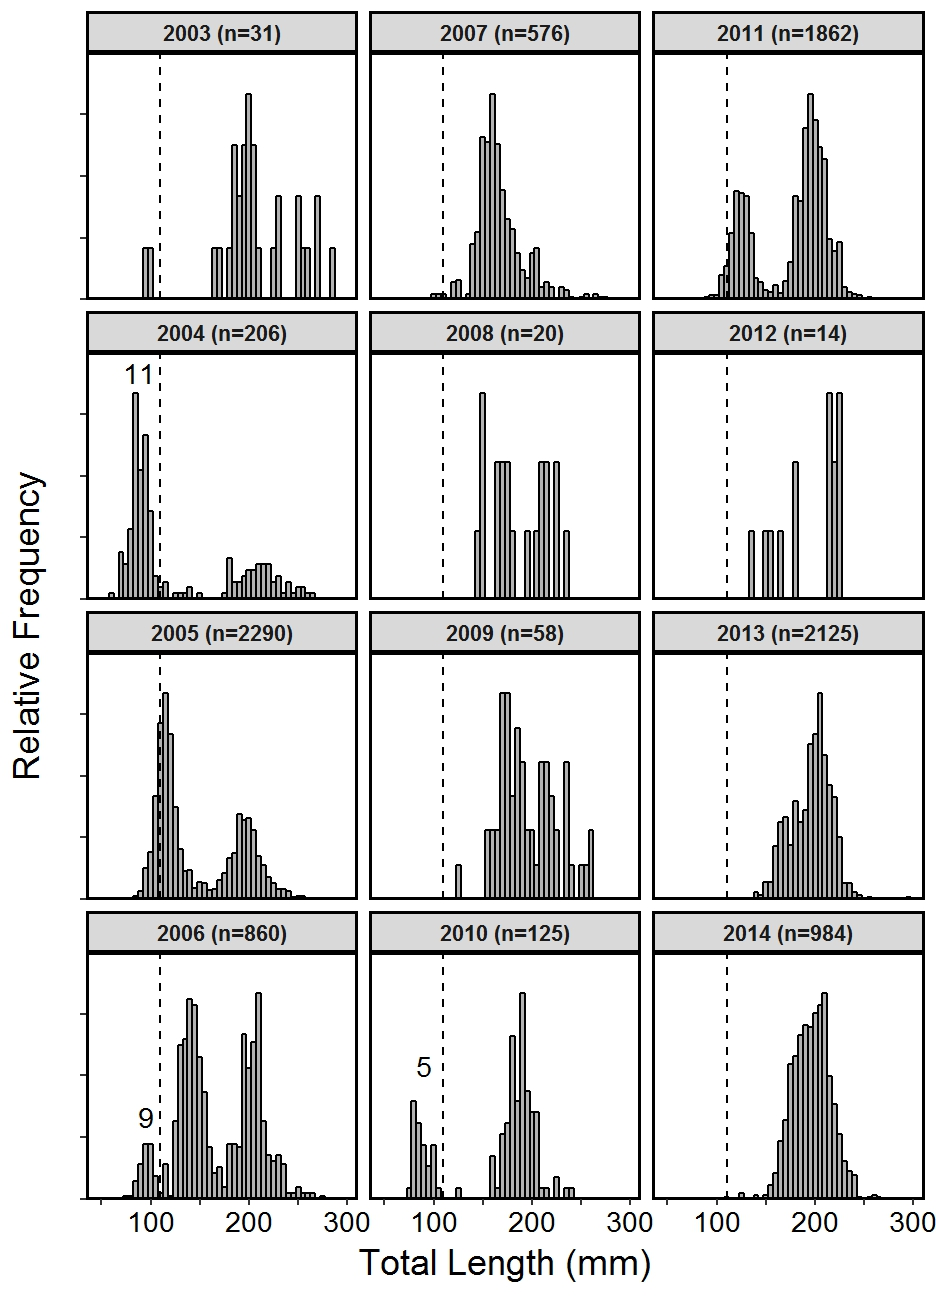 2003 (n=31)
2007 (n=576)
2011 (n=1862)
2004 (n=206)
2008 (n=20)
2012 (n=14)
11
2005 (n=2290)
2009 (n=58)
2013 (n=2125)
2006 (n=860)
2010 (n=125)
2014 (n=984)
9
5
100 200 300
100 200 300
100 200 300
Total Length (mm)
Relative Frequency